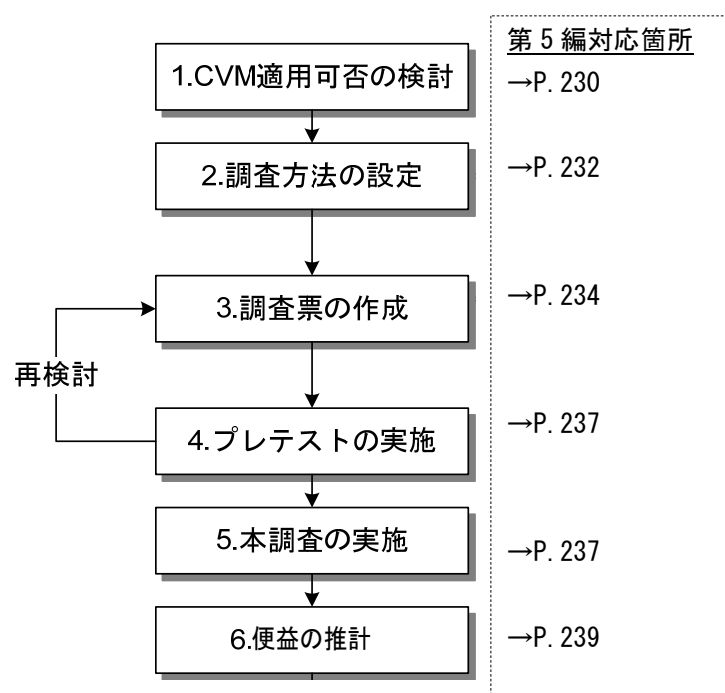 第5編対応箇所
1.CVM適用可否の検討
→P.230
2.調査方法の設定
→P.232
3.調査票の作成
→P.234
再検討
4.プレテストの実施
→P.237
5.本調査の実施
→P.237
6.便益の推計
→P.239